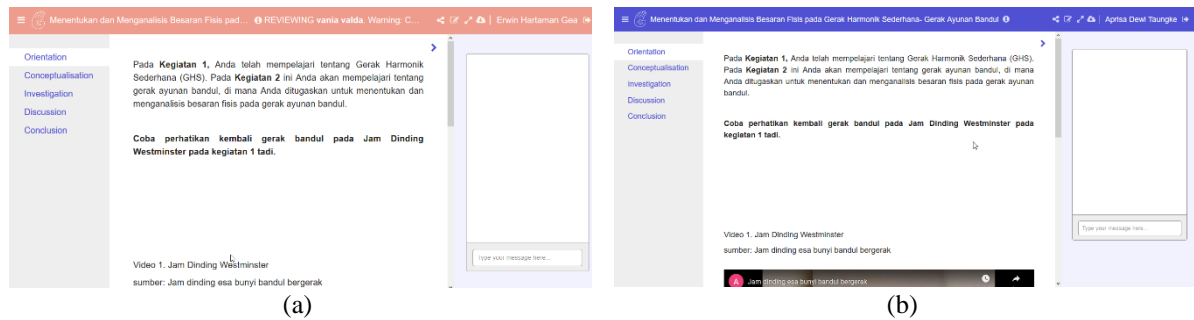 Menentukan dan Menganalisis Besaran Fisis pad... REVIEWING vania valda. Warning: C... | Erwin Hartaman Gea
Orientation
Conceptualisation
Investigation
Discussion
Conclusion
Pada Kegiatan 1, Anda telah mempelajari tentang Gerak Harmonik
Sederhana (GHS). Pada Kegiatan 2 ini Anda akan mempelajari tentang
gerak ayunan bandul, di mana Anda ditugaskan untuk menentukan dan
menganalisis besaran fisis pada gerak ayunan bandul.
Coba perhatikan kembali gerak bandul pada Jam Dinding
Westminster pada kegiatan 1 tadi.
Video 1. Jam Dinding Westminster
sumber: Jam dinding esa bunyi bandul bergerak
Type your message here...
(a)
Menentukan dan Menganalisis Besaran Fisis pada Gerak Harmonik Sederhana- Gerak Ayunan Bandul | Aprisa Dewi Taungke
Orientation
Conceptualisation
Investigation
Discussion
Conclusion
Pada Kegiatan 1, Anda telah mempelajari tentang Gerak Harmonik Sederhana (GHS).
Pada Kegiatan 2 ini Anda akan mempelajari tentang gerak ayunan bandul, di mana
Anda ditugaskan untuk menentukan dan menganalisis besaran fisis pada gerak ayunan
bandul.
Coba perhatikan kembali gerak bandul pada Jam Dinding Westminster pada
kegiatan 1 tadi.
Video 1. Jam Dinding Westminster
sumber: Jam dinding esa bunyi bandul bergerak
A Jam dinding esa bunyi bandul bergerak
Type your message here...
(b)